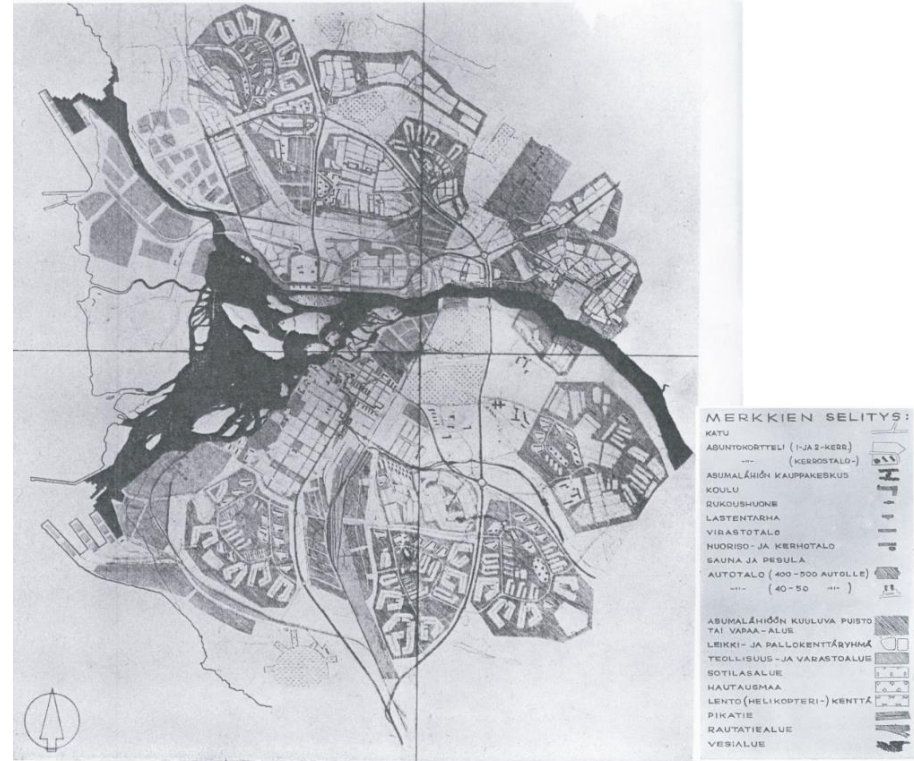 MERKKIEN SELITYS:
KATU
ASUNTOKORTTELI (1-JA 2-KERR.)
-"- (KERROSTALO-)
ASUMALÄHIÖN KAUPPAKESKUS
KOULU
RUKOUSHUONE
LASTENTARHA
VIRASTOTALO
NUORISO- JA KERHOTALO
SAUNA JA PESULA
AUTOTALO (400-500 AUTOLLE)
-"- (40-50 -"- )
ASUMALÄHIÖÖN KUULUVA PUISTO
TAI VAPAA-ALUE
LEIKKI- JA PALLOKENTTÄRYHMÄ
TEOLLISUUS- JA VARASTOALUE
SOTILASALUE
HAUTAUSMAA
LENTO (HELIKOPTERI-) KENTTÄ
PIKATIE
RAUTATIEALUE
VESIALUE